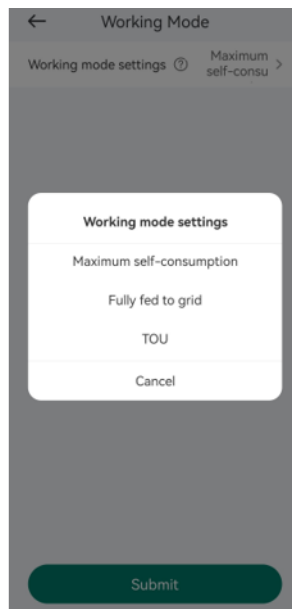 Working Mode
Working mode settings ? Maximum
self-consu
Working mode settings
Maximum self-consumption
Fully fed to grid
TOU
Cancel
Submit